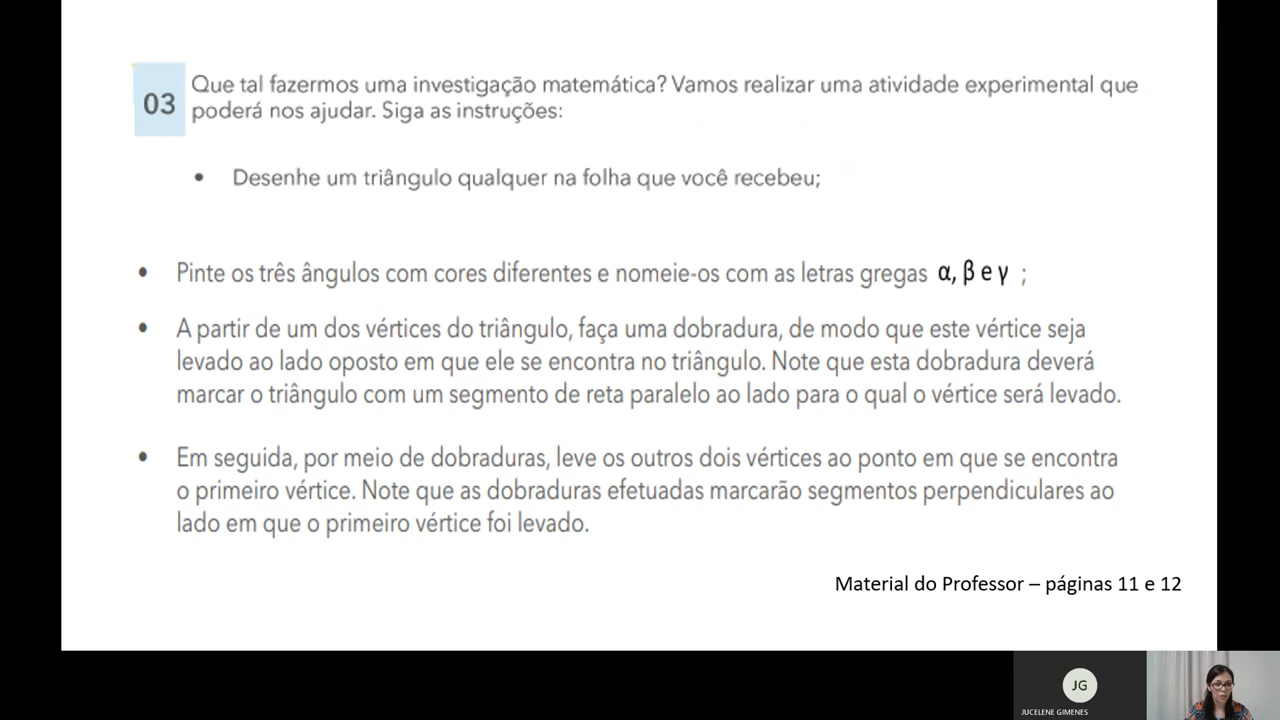 03
Que tal fazermos uma investigação matemática? Vamos realizar uma atividade experimental que
poderá nos ajudar. Siga as instruções:
• Desenhe um triângulo qualquer na folha que você recebeu;
• Pinte os três ângulos com cores diferentes e nomeie-os com as letras gregas α, β e γ ;
• A partir de um dos vértices do triângulo, faça uma dobradura, de modo que este vértice seja
levado ao lado oposto em que ele se encontra no triângulo. Note que esta dobradura deverá
marcar o triângulo com um segmento de reta paralelo ao lado para o qual o vértice será levado.
• Em seguida, por meio de dobraduras, leve os outros dois vértices ao ponto em que se encontra
o primeiro vértice. Note que as dobraduras efetuadas marcarão segmentos perpendiculares ao
lado em que o primeiro vértice foi levado.
Material do Professor – páginas 11 e 12
JG
JUCELENE GIMENES